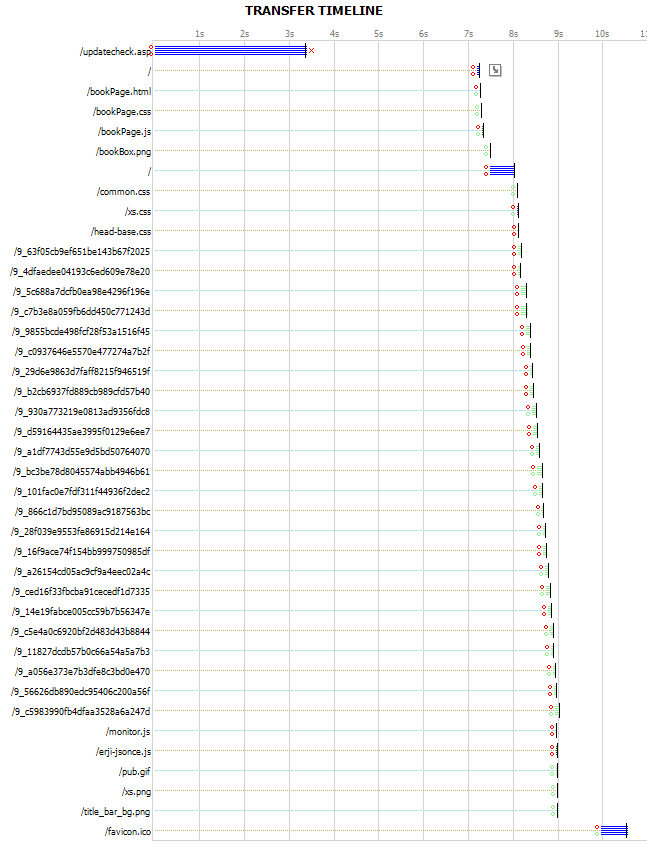 TRANSFER TIMELINE
1s 2s 3s 4s 5s 6s 7s 8s 9s 10s 11
/updatecheck.asp
/
/bookPage.html
/bookPage.css
/bookPage.js
/bookBox.png
/
/common.css
/xs.css
/head-base.css
/9_63f05cb9ef651be143b67f2025
/9_4dfaedee04193c6ed609e78e20
/9_5c688a7dcfb0ea98e4296f196e
/9_c7b3e8a059fb6dd450c771243d
/9_9855bcde498fcf28f53a1516f45
/9_c0937646e5570e477274a7b2f
/9_29d6e9863d7faff8215f946519f
/9_b2cb6937fd889cb989cfd57b40
/9_930a773219e0813ad9356fdc8
/9_d59164435ae3995f0129e6ee7
/9_a1df7743d55e9d5bd50764070
/9_bc3be78d8045574abb4946b61
/9_101fac0e7fdf311f44936f2dec2
/9_866c1d7bd95089ac9187563bc
/9_28f039e9553fe86915d214e164
/9_16f9ace74f154bb999750985df
/9_a26154cd05ac9cf9a4eec02a4c
/9_ced16f33fbcba91cecedf1d7335
/9_14e19fabce005cc59b7b56347e
/9_c5e4a0c6920bf2d483d43b8844
/9_11827dcdb57b0c66a54a5a7b3
/9_a056e373e7b3dfe8c3bd0e470
/9_56626db890edc95406c200a56f
/9_c5983990fb4dfaa3528a6a247d
/monitor.js
/erji-jsonce.js
/pub.gif
/xs.png
/title_bar_bg.png
/favicon.ico